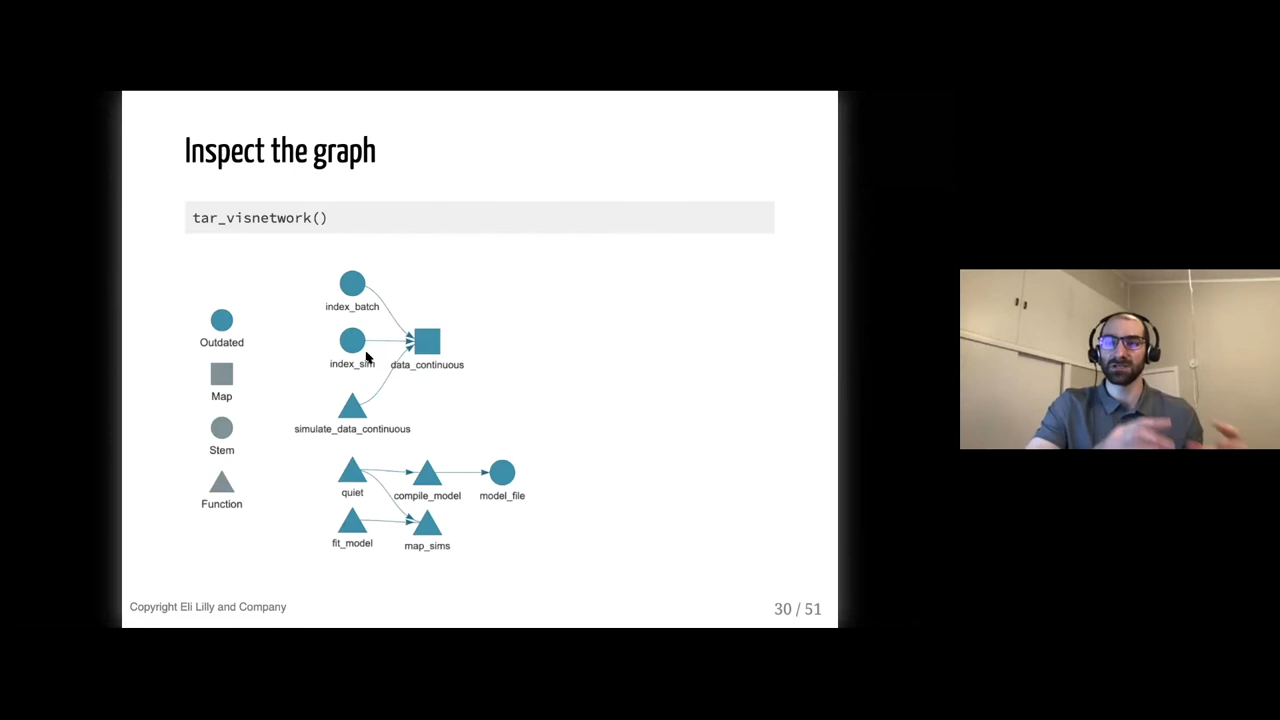 Inspect the graph
tar_visnetwork()
Outdated
Map
Stem
Function
index_batch
index_sim
data_continuous
simulate_data_continuous
quiet
compile_model
model_file
fit_model
map_sims
Copyright Eli Lilly and Company
30 / 51